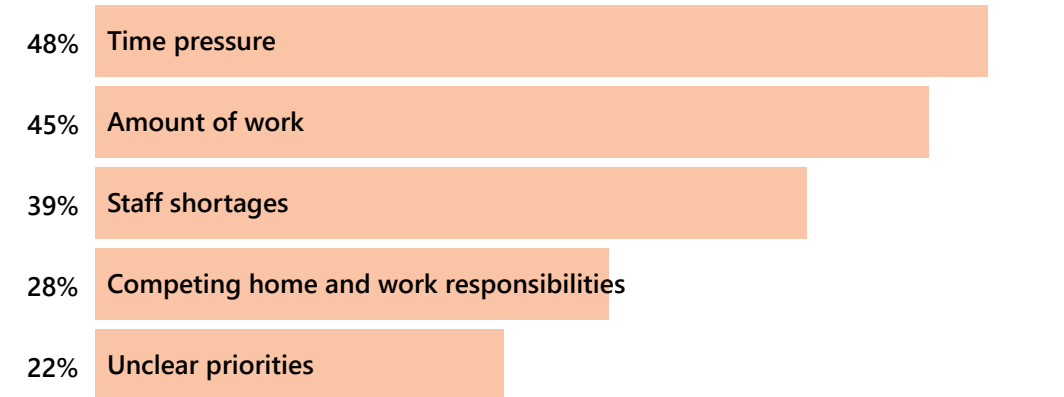 48% Time pressure
45% Amount of work
39% Staff shortages
28% Competing home and work responsibilities
22% Unclear priorities